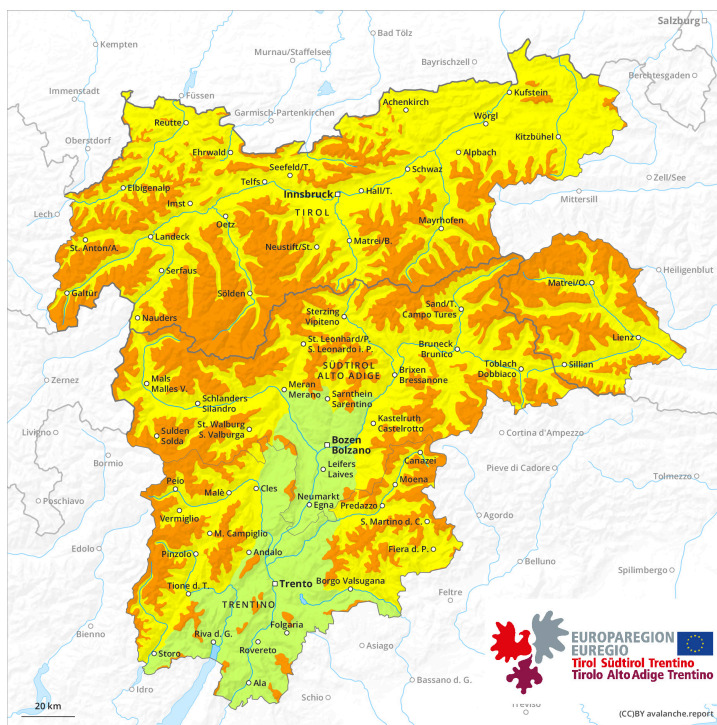 Salzburg
Kempten
Bad Tölz
Murnau/Staffelsee
Bayrischzell
Berchtesgaden
Immenstadt
Füssen
Garmisch-Partenkirchen
Kufstein
Achenkirch
Reutte
Wörgl
Oberstdorf
Ehrwald
Kitzbühel
Alpbach
Seefeld/T.
Telfs
Schwaz
Zell/See
Elbigenalp
Innsbruck
Hall/T.
Mittersill
Imst
TIROL
Lech
Oetz
Mayrhofen
St. Anton/A.
Landeck
Neustift/St.
Matrei/B.
Serfaus
Heiligenblut
Galtür
Sölden
Matrei/O.
Nauders
Sterzing
Vipiteno
Sand/T.
Campo Tures
St. Leonhard/P.
S. Leonardo i. P.
Bruneck
Brunico
Lienz
SÜDTIROL
ALTO ADIGE
Toblach
Dobbiaco
Sillian
Zernez
Mals
Malles V.
Meran
Merano
Brixen
Bressanone
Sarnthein
Sarentino
Schlanders
Silandro
St. Walburg
S. Valburga
Kastelruth
Castelrotto
Livigno
Sulden
Solda
Bozen
Bolzano
Cortina d'Ampezzo
Bormio
Leifers
Laives
Canazei
Pieve di Cadore
Tolmezzo
Poschiavo
Peio
Malè
Cles
Neumarkt
Egna
Moena
Predazzo
Vermiglio
Agordo
M. Campiglio
S. Martino d. C.
Edolo
Pinzolo
Andalo
Fiera d. P.
Belluno
Spilimbergo
Tione d. T.
Trento
Borgo Valsugana
Feltre
TRENTINO
Bienno
Riva d. G.
Folgaria
Storo
Rovereto
Asiago
Ala
Idro
Schio
Bassano d. G.
Treviso
EUROPAREGION
EUREGIO
Tirol Südtirol Trentino
Tirolo Alto Adige Trentino
20 km
(CC)BY avalanche.report